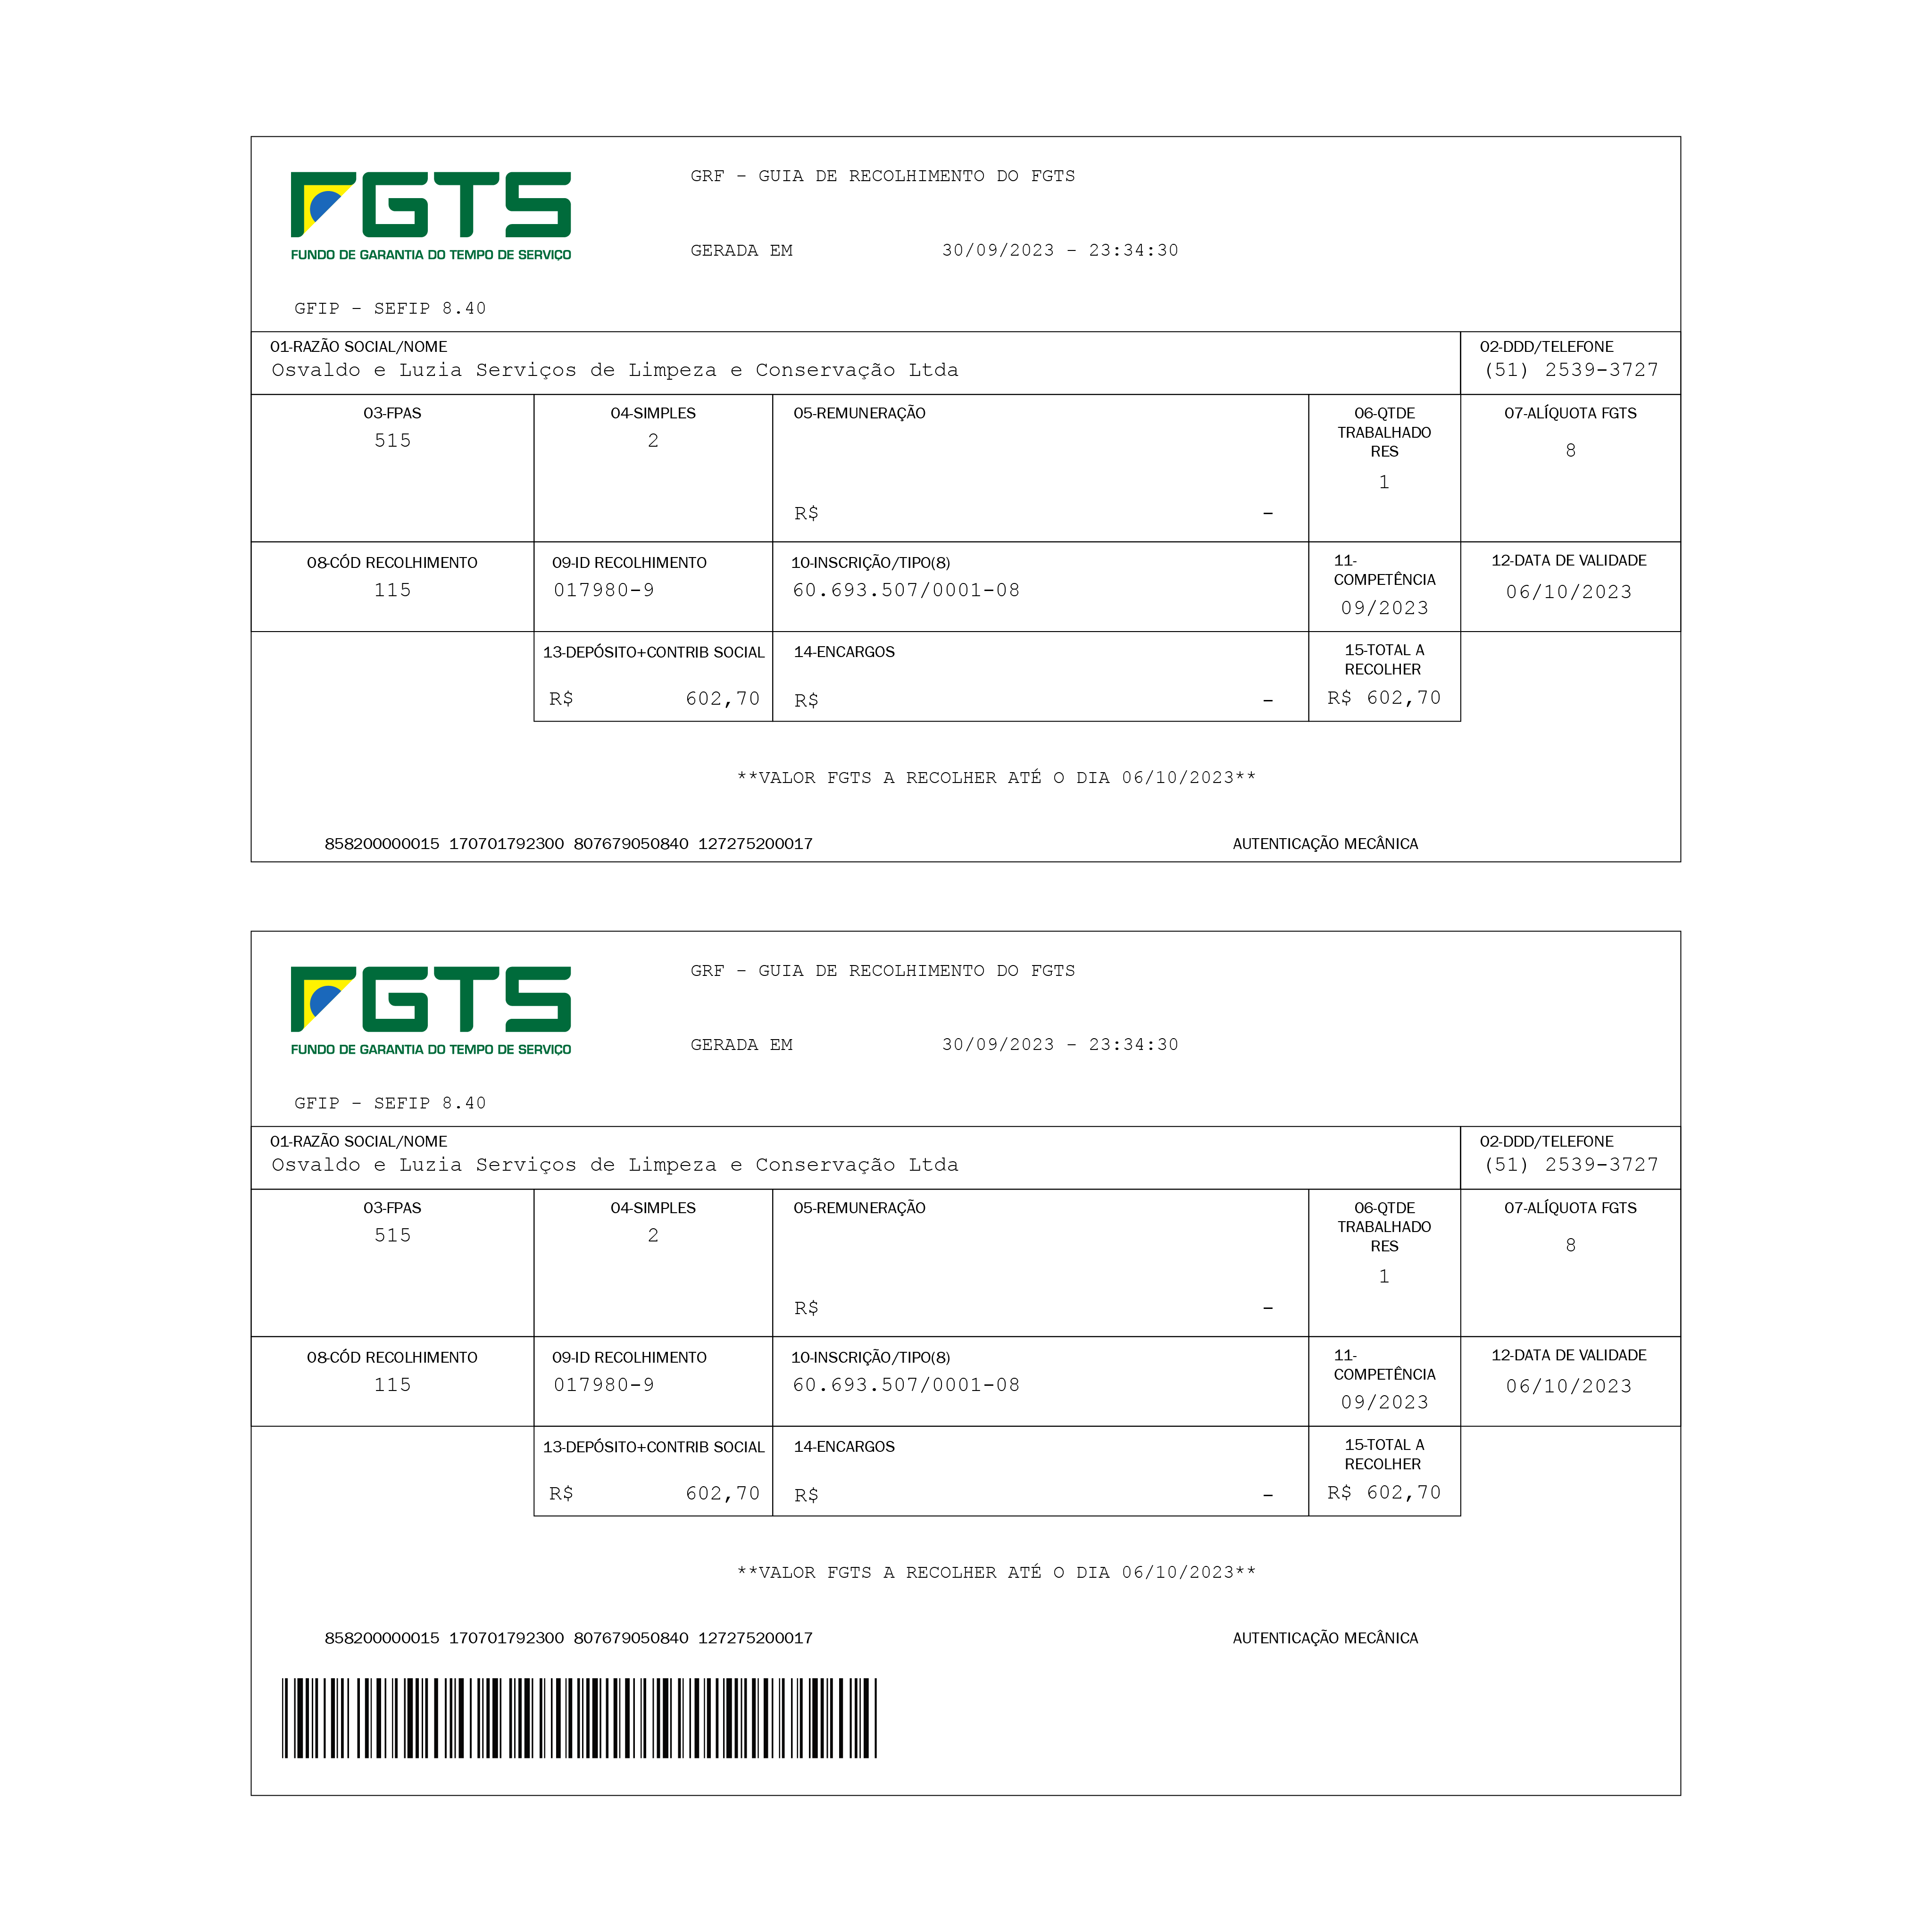 FGTS
FUNDO DE GARANTIA DO TEMPO DE SERVIÇO
GRF - GUIA DE RECOLHIMENTO DO FGTS
GERADA EM 30/09/2023 - 23:34:30
GFIP - SEFIP 8.40
01-RAZÃO SOCIAL/NOME
Osvaldo e Luzia Serviços de Limpeza e Conservação Ltda
02-DDD/TELEFONE
(51) 2539-3727
03-FPAS
515
04-SIMPLES
2
05-REMUNERAÇÃO
R$ -
06-QTDE
TRABALHADO
RES
1
07-ALÍQUOTA FGTS
8
08-CÓD RECOLHIMENTO
115
09-ID RECOLHIMENTO
017980-9
10-INSCRIÇÃO/TIPO(8)
60.693.507/0001-08
11-
COMPETÊNCIA
09/2023
12-DATA DE VALIDADE
06/10/2023
13-DEPÓSITO+CONTRIB SOCIAL
R$ 602,70
14-ENCARGOS
R$ -
15-TOTAL A
RECOLHER
R$ 602,70
**VALOR FGTS A RECOLHER ATÉ O DIA 06/10/2023**
858200000015 170701792300 807679050840 127275200017
AUTENTICAÇÃO MECÂNICA
FGTS
FUNDO DE GARANTIA DO TEMPO DE SERVIÇO
GRF - GUIA DE RECOLHIMENTO DO FGTS
GERADA EM 30/09/2023 - 23:34:30
GFIP - SEFIP 8.40
01-RAZÃO SOCIAL/NOME
Osvaldo e Luzia Serviços de Limpeza e Conservação Ltda
02-DDD/TELEFONE
(51) 2539-3727
03-FPAS
515
04-SIMPLES
2
05-REMUNERAÇÃO
R$ -
06-QTDE
TRABALHADO
RES
1
07-ALÍQUOTA FGTS
8
08-CÓD RECOLHIMENTO
115
09-ID RECOLHIMENTO
017980-9
10-INSCRIÇÃO/TIPO(8)
60.693.507/0001-08
11-
COMPETÊNCIA
09/2023
12-DATA DE VALIDADE
06/10/2023
13-DEPÓSITO+CONTRIB SOCIAL
R$ 602,70
14-ENCARGOS
R$ -
15-TOTAL A
RECOLHER
R$ 602,70
**VALOR FGTS A RECOLHER ATÉ O DIA 06/10/2023**
858200000015 170701792300 807679050840 127275200017
AUTENTICAÇÃO MECÂNICA